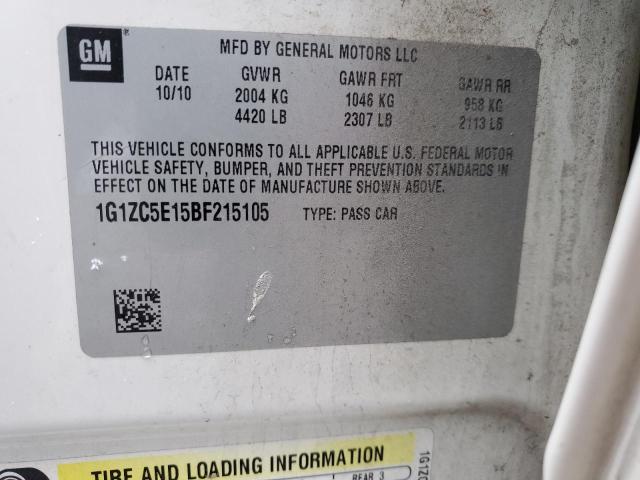 GM
MFD BY GENERAL MOTORS LLC
DATE GVWR GAWR FRT GAWR RR
10/10 2004 KG 1046 KG 958 KG
4420 LB 2307 LB 2113 LB
THIS VEHICLE CONFORMS TO ALL APPLICABLE U.S. FEDERAL MOTOR
VEHICLE SAFETY, BUMPER, AND THEFT PREVENTION STANDARDS IN
EFFECT ON THE DATE OF MANUFACTURE SHOWN ABOVE.
1G1ZC5E15BF215105 TYPE: PASS CAR
TIRE AND LOADING INFORMATION
REAR 3
1G1ZC